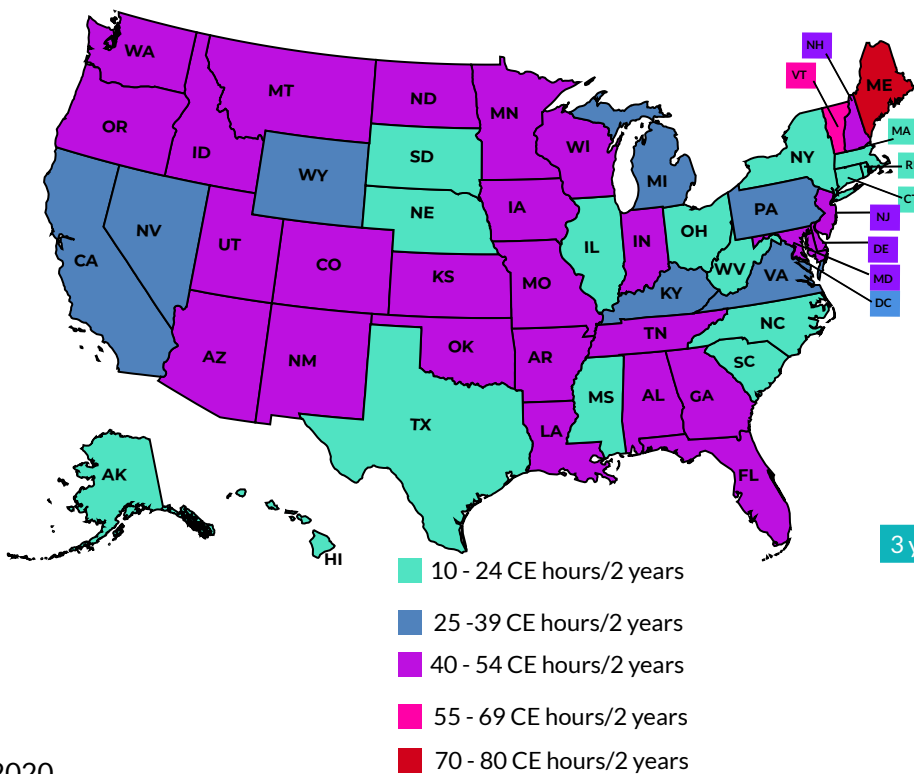 NH
WA
VT
ME
MT
ND
MN
OR
MA
WI
ID
SD
NY
R
WY
MI
CT
IA
NE
PA
NJ
NV
IL
IN
OH
UT
DE
CA
CO
WV
VA
KS
MO
MD
KY
DC
NC
TN
OK
AZ
NM
AR
SC
MS
AL
GA
TX
LA
AK
FL
3 y
HI
10 - 24 CE hours/2 years
25 -39 CE hours/2 years
40 - 54 CE hours/2 years
55 - 69 CE hours/2 years
70 - 80 CE hours/2 years
2020